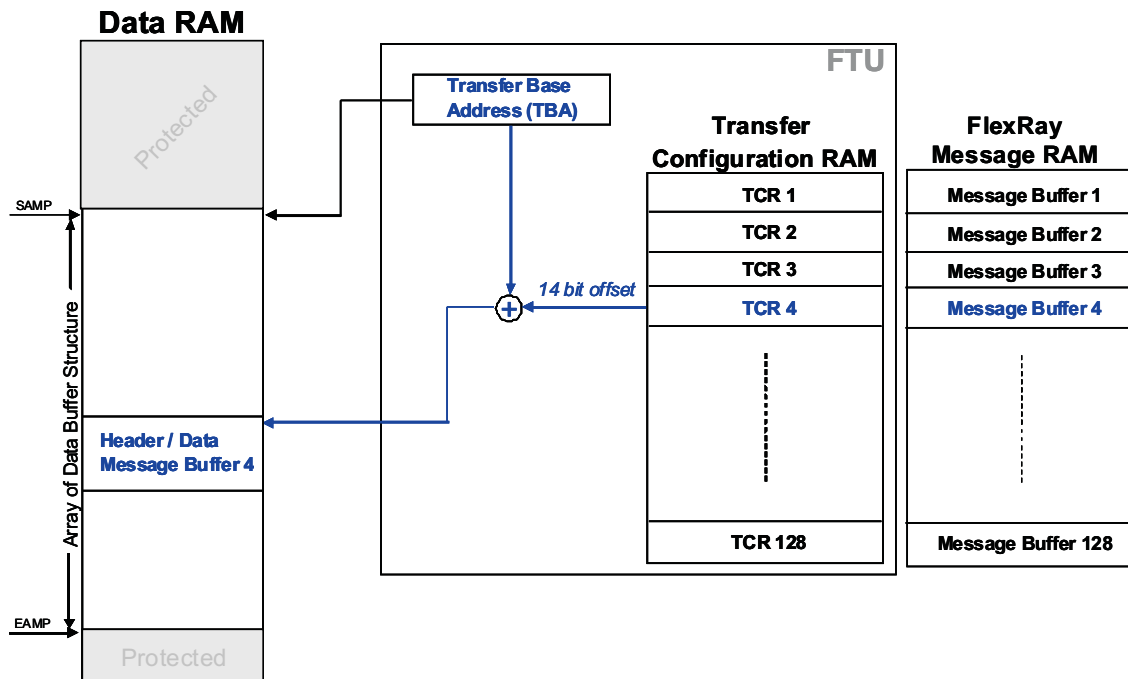 Data RAM
Protected
SAMP
Array of Data Buffer Structure
Header / Data
Message Buffer 4
EAMP
Protected
FTU
Transfer Base
Address (TBA)
14 bit offset
+
Transfer
Configuration RAM
TCR 1
TCR 2
TCR 3
TCR 4
TCR 128
FlexRay
Message RAM
Message Buffer 1
Message Buffer 2
Message Buffer 3
Message Buffer 4
Message Buffer 128